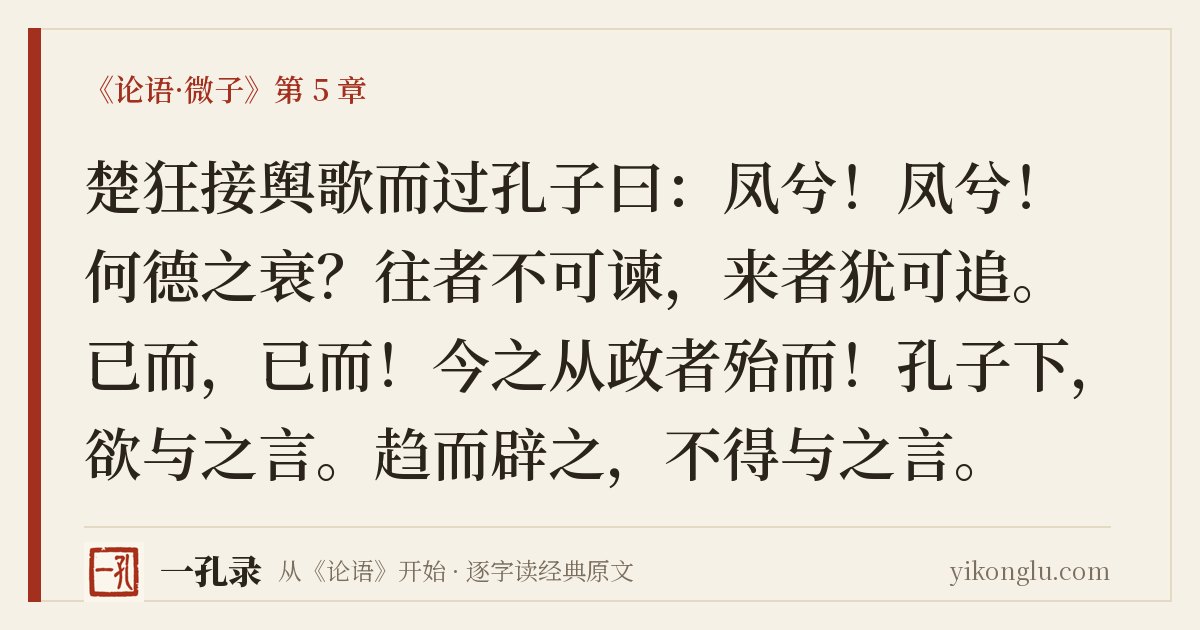 《论语·微子》第 5 章
楚狂接舆歌而过孔子曰：凤兮！凤兮！
何德之衰？往者不可谏，来者犹可追。
已而，已而！今之从政者殆而！孔子下，
欲与之言。趋而辟之，不得与之言。
一孔
一孔录 从《论语》开始 · 逐字读经典原文 yikonglu.com